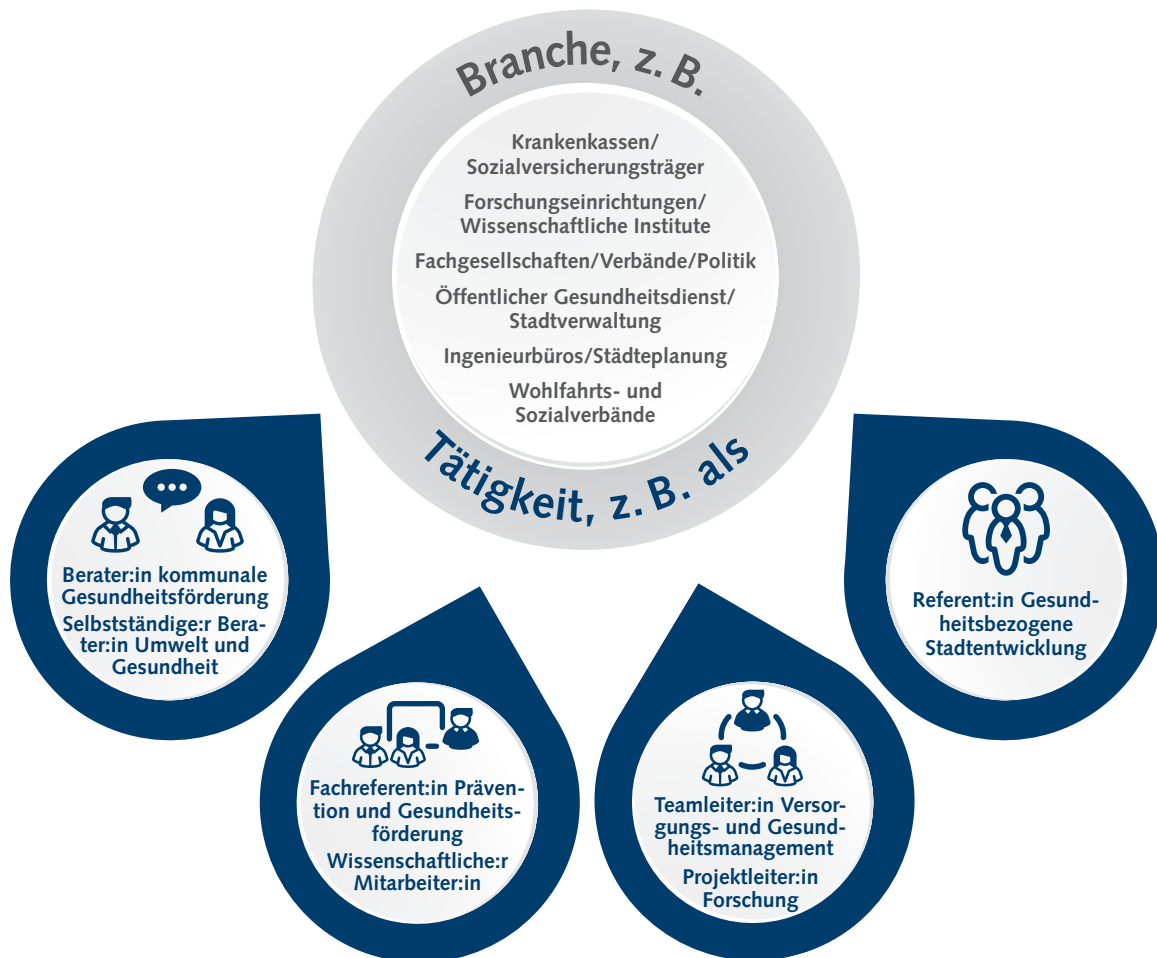 Branche, z. B.
Krankenkassen/
Sozialversicherungsträger
Forschungseinrichtungen/
Wissenschaftliche Institute
Fachgesellschaften/Verbände/Politik
Öffentlicher Gesundheitsdienst/
Stadtverwaltung
Ingenieurbüros/Städteplanung
Wohlfahrts- und
Sozialverbände
Tätigkeit, z. B. als
Berater:in kommunale
Gesundheitsförderung
Selbstständige:r Bera-
ter:in Umwelt und
Gesundheit
Fachreferent:in Präven-
tion und Gesundheits-
förderung
Wissenschaftliche:r
Mitarbeiter:in
Teamleiter:in Versor-
gungs- und Gesund-
heitsmanagement
Projektleiter:in
Forschung
Referent:in Gesund-
heitsbezogene
Stadtentwicklung